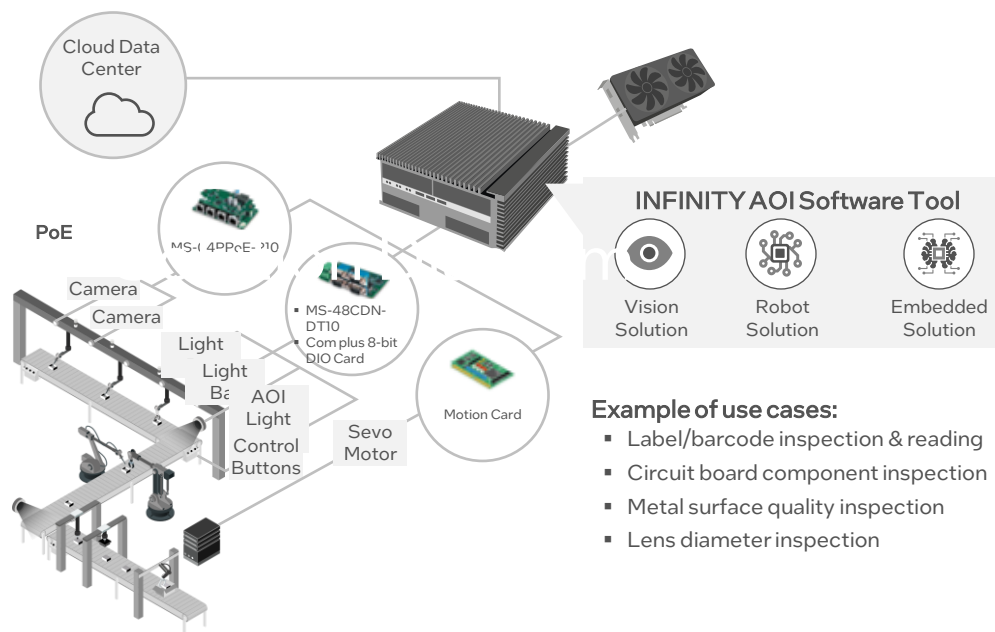 Cloud Data
Center
INFINITY AOI Software Tool
PoE
Vision
Solution
Robot
Solution
Embedded
Solution
Camera
Camera
▪ MS-48CDN-
DT10
▪ Com plus 8-bit
DIO Card
Light
Light
AOI
Light
Control
Buttons
Sevo
Motor
Motion Card
Example of use cases:
▪ Label/barcode inspection & reading
▪ Circuit board component inspection
▪ Metal surface quality inspection
▪ Lens diameter inspection